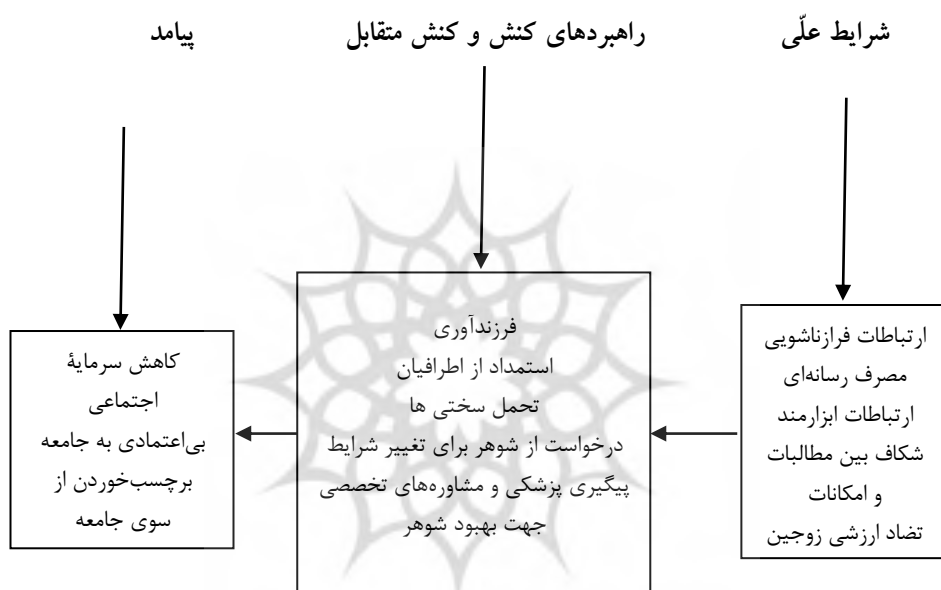 شرایط علّی
راهبردهای کنش و کنش متقابل
پیامد
ارتباطات فرازناشویی
مصرف رسانه‌ای
ارتباطات ابزارمند
شکاف بین مطالبات
و امکانات
تضاد ارزشی زوجین
فرزندآوری
استمداد از اطرافیان
تحمل سختی ها
درخواست از شوهر برای تغییر شرایط
پیگیری پزشکی و مشاوره‌های تخصصی
جهت بهبود شوهر
کاهش سرمایۀ
اجتماعی
بی‌اعتمادی به جامعه
برچسب‌خوردن از
سوی جامعه